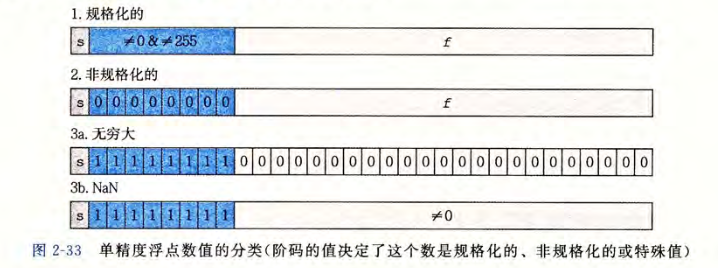 1. 规格化的
s ≠0 & ≠255 f
2. 非规格化的
s 0 0 0 0 0 0 0 0 f
3a. 无穷大
s 1 1 1 1 1 1 1 1 0 0 0 0 0 0 0 0 0 0 0 0 0 0 0 0 0 0 0 0 0 0 0
3b. NaN
s 1 1 1 1 1 1 1 1 ≠0
图 2-33 单精度浮点数值的分类(阶码的值决定了这个数是规格化的、非规格化的或特殊值)